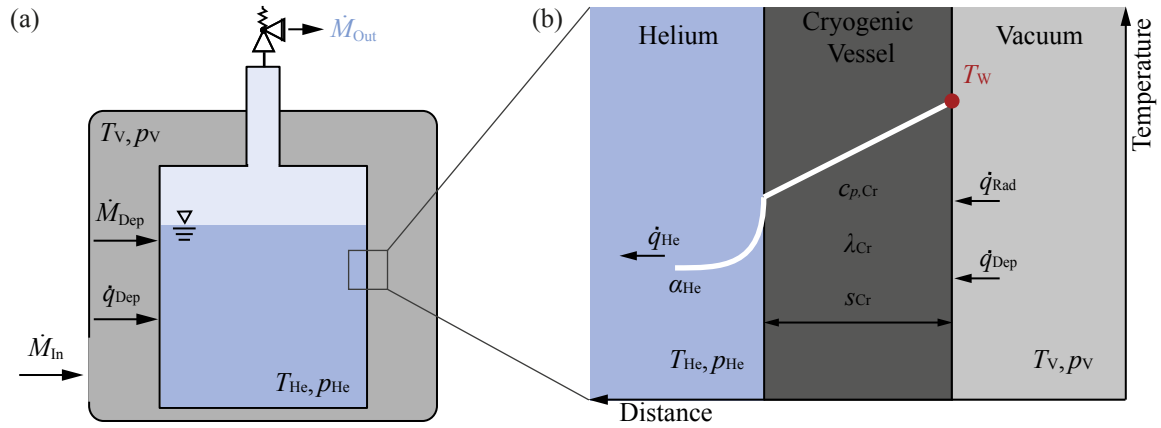 (a)
Ṁ_Out
T_V, p_V
Ṁ_Dep
q̇_Dep
Ṁ_In
T_He, p_He
(b)
Helium
Cryogenic
Vessel
Vacuum
T_W
Temperature
c_p,Cr
q̇_Rad
q̇_He
λ_Cr
q̇_Dep
α_He
s_Cr
T_He, p_He
T_V, p_V
Distance